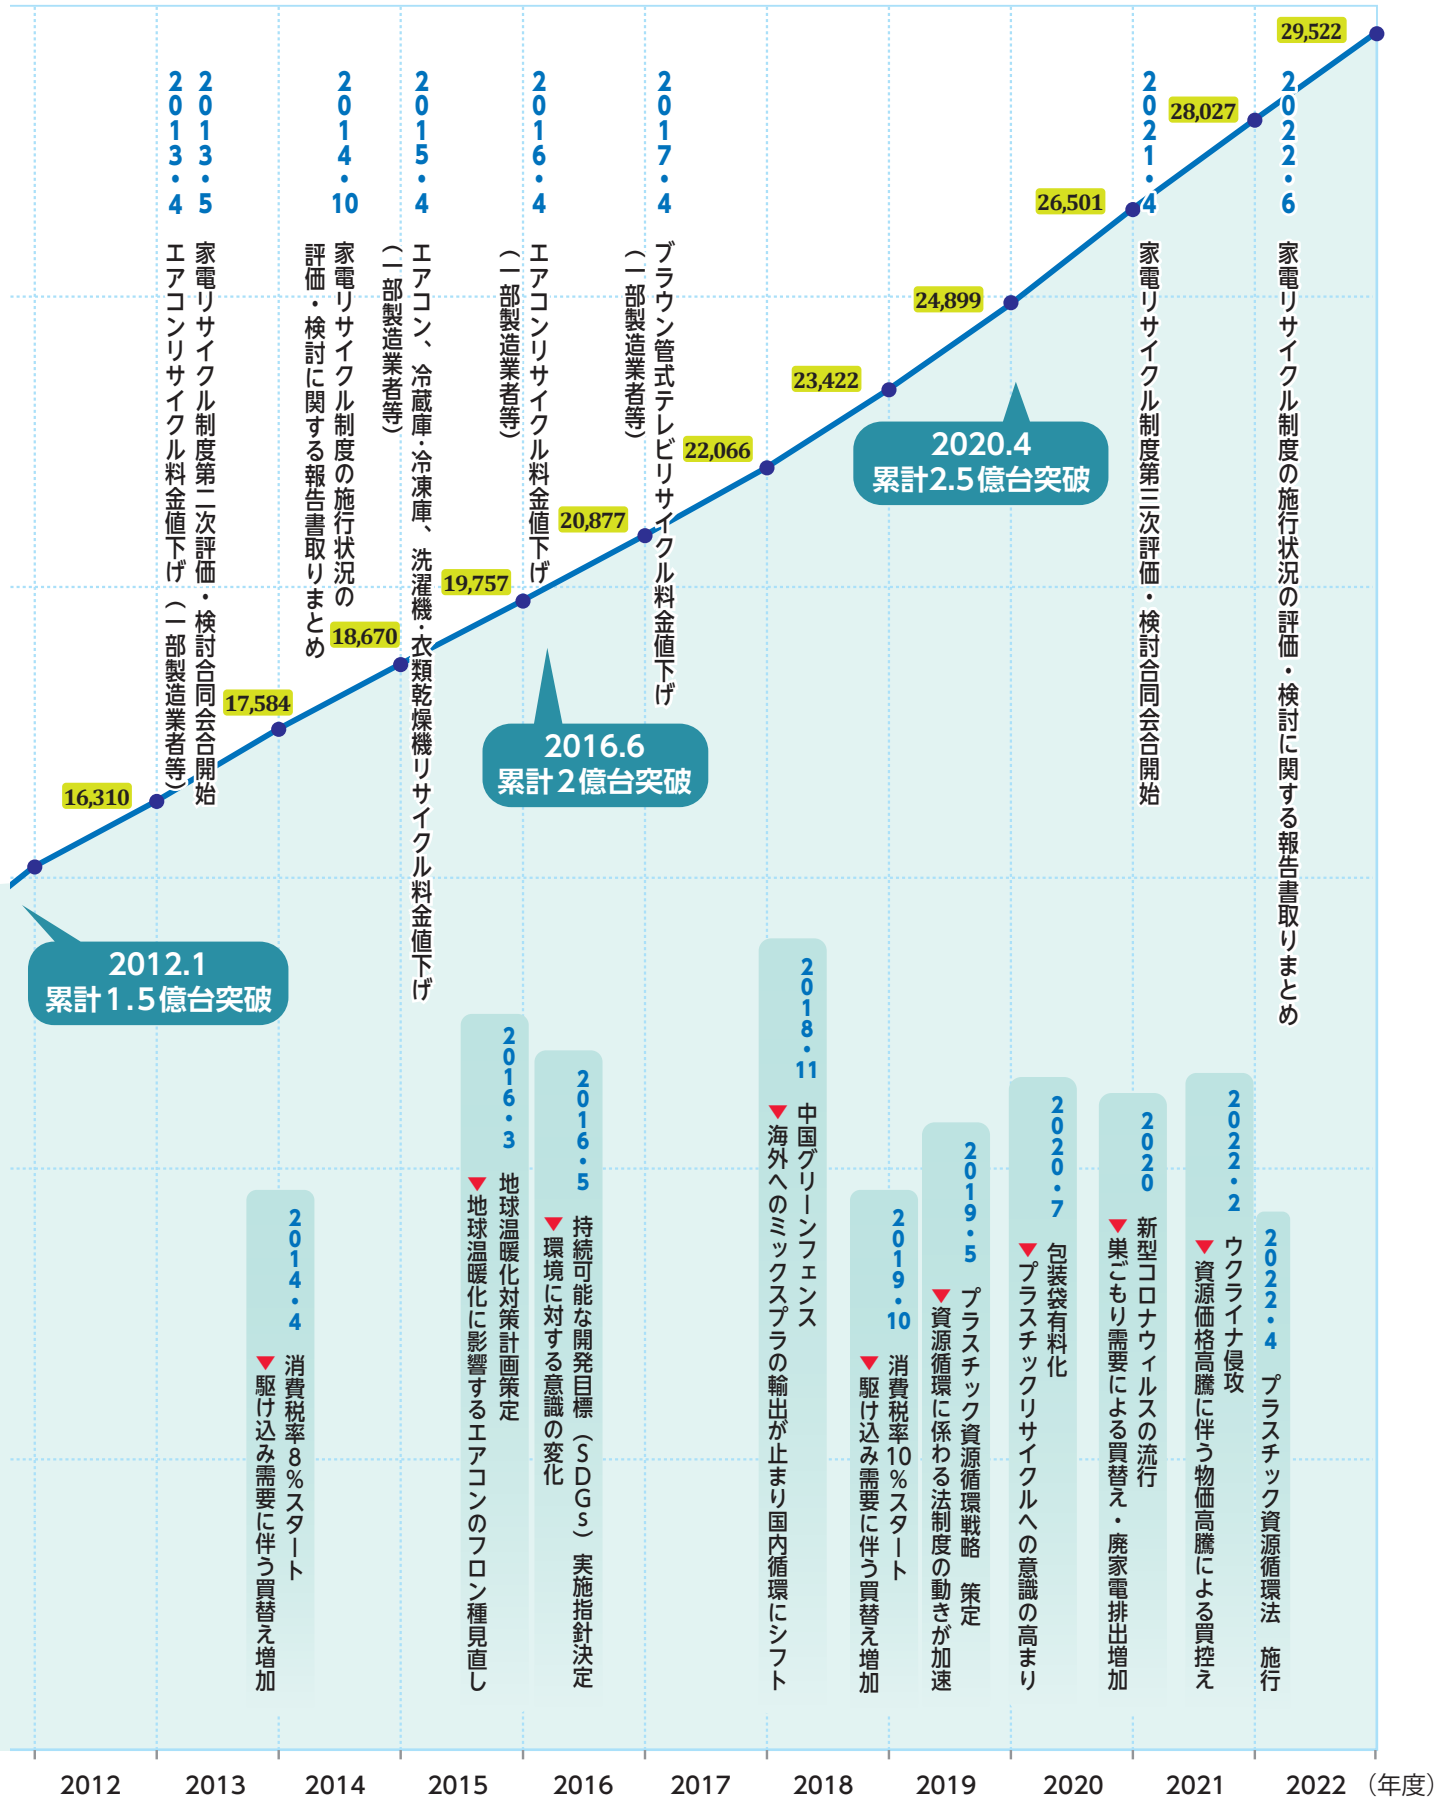 29,522
28,027
26,501
24,899
23,422
22,066
20,877
19,757
18,670
17,584
16,310
2013・4 エアコンリサイクル料金値下げ（一部製造業者等）
2013・5 家電リサイクル制度第二次評価・検討合同会合開始
2014・10 家電リサイクル制度の施行状況の
評価・検討に関する報告書取りまとめ
2015・4 エアコン、冷蔵庫・冷凍庫、洗濯機・衣類乾燥機リサイクル料金値下げ
（一部製造業者等）
2016・4 エアコンリサイクル料金値下げ
（一部製造業者等）
2017・4 ブラウン管式テレビリサイクル料金値下げ
（一部製造業者等）
2021・4 家電リサイクル制度第三次評価・検討合同会合開始
2022・6 家電リサイクル制度の施行状況の評価・検討に関する報告書取りまとめ
2012.1
累計1.5億台突破
2016.6
累計2億台突破
2020.4
累計2.5億台突破
2014・4 消費税率8％スタート
▼駆け込み需要に伴う買替え増加
2016・3 地球温暖化対策計画策定
▼地球温暖化に影響するエアコンのフロン種見直し
2016・5 持続可能な開発目標（SDGs）実施指針決定
▼環境に対する意識の変化
2018・11 中国グリーンフェンス
▼海外へのミックスプラの輸出が止まり国内循環にシフト
2019・10 消費税率10％スタート
▼駆け込み需要に伴う買替え増加
2019・5 プラスチック資源循環戦略 策定
▼資源循環に係わる法制度の動きが加速
2020・7 包装袋有料化
▼プラスチックリサイクルへの意識の高まり
2020 新型コロナウィルスの流行
▼巣ごもり需要による買替え・廃家電排出増加
2022・2 ウクライナ侵攻
▼資源価格高騰に伴う物価高騰による買控え
2022・4 プラスチック資源循環法 施行
2012 2013 2014 2015 2016 2017 2018 2019 2020 2021 2022 （年度）